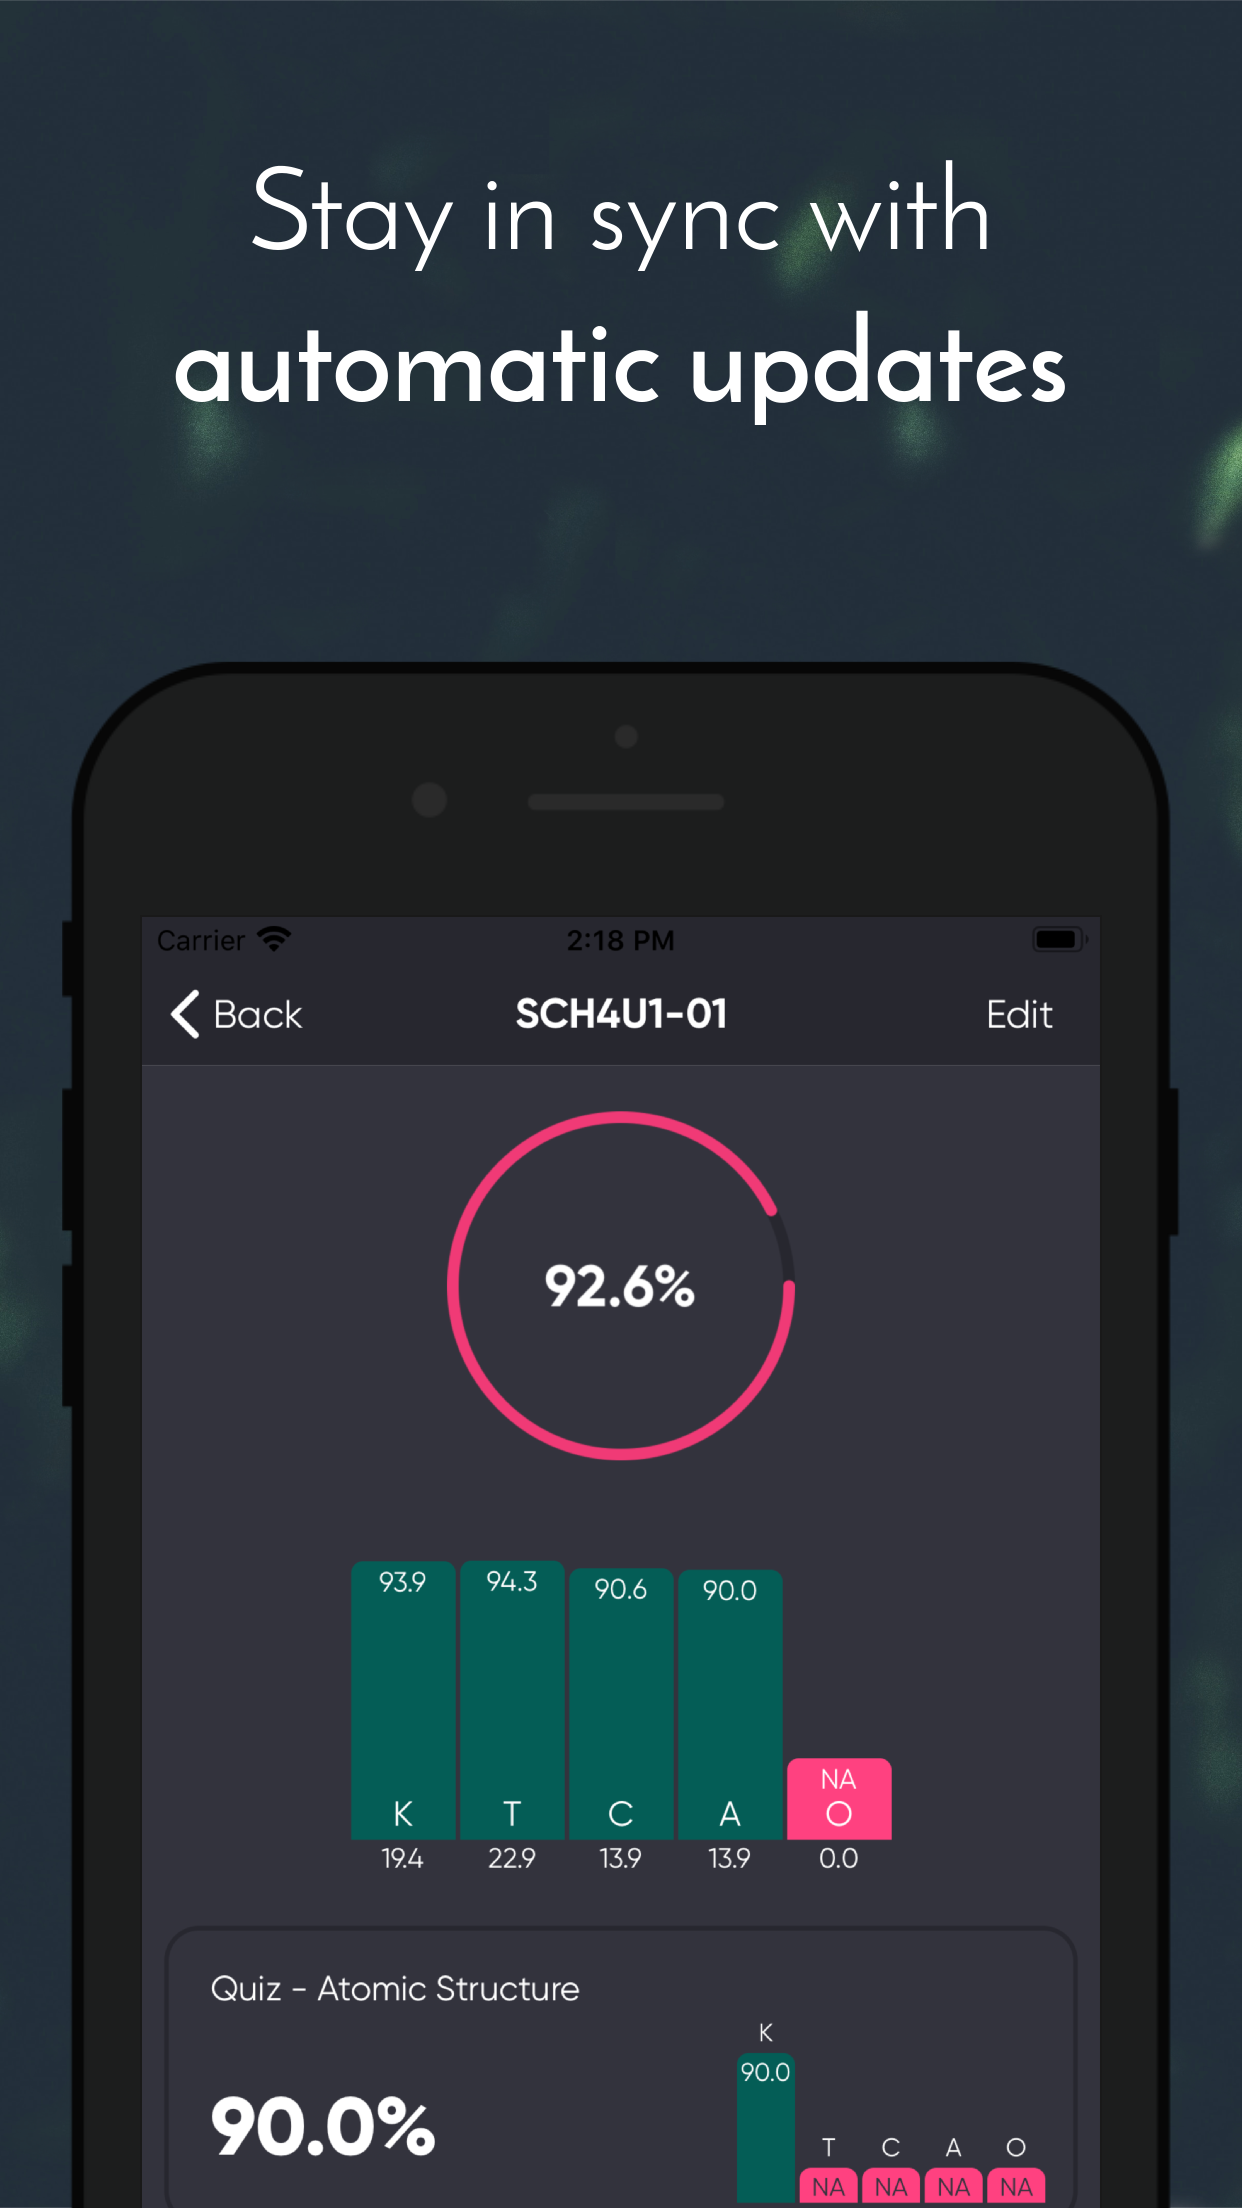 Stay in sync with
automatic updates
Carrier 2:18 PM
Back SCH4U1-01 Edit
92.6%
93.9 94.3 90.6 90.0 NA
K T C A O
19.4 22.9 13.9 13.9 0.0
Quiz - Atomic Structure
K
90.0
90.0%
T C A O
NA NA NA NA